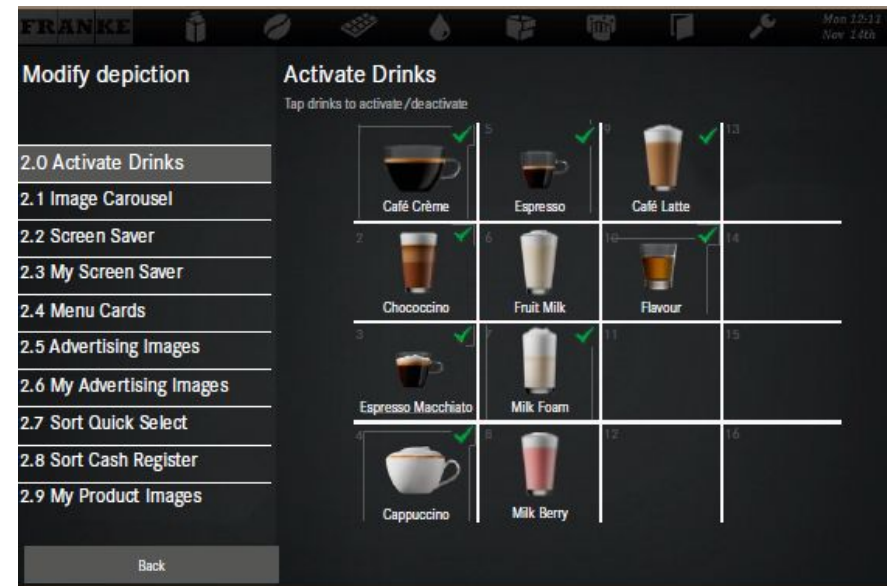 FRANKE
Mon 12:11
Nov 14th
Modify depiction
2.0 Activate Drinks
2.1 Image Carousel
2.2 Screen Saver
2.3 My Screen Saver
2.4 Menu Cards
2.5 Advertising Images
2.6 My Advertising Images
2.7 Sort Quick Select
2.8 Sort Cash Register
2.9 My Product Images
Back
Activate Drinks
Tap drinks to activate/deactivate
5
9
13
Café Crème
Espresso
Café Latte
2
6
10
14
Chococcino
Fruit Milk
Flavour
3
7
11
15
Espresso Macchiato
Milk Foam
4
8
12
16
Cappuccino
Milk Berry